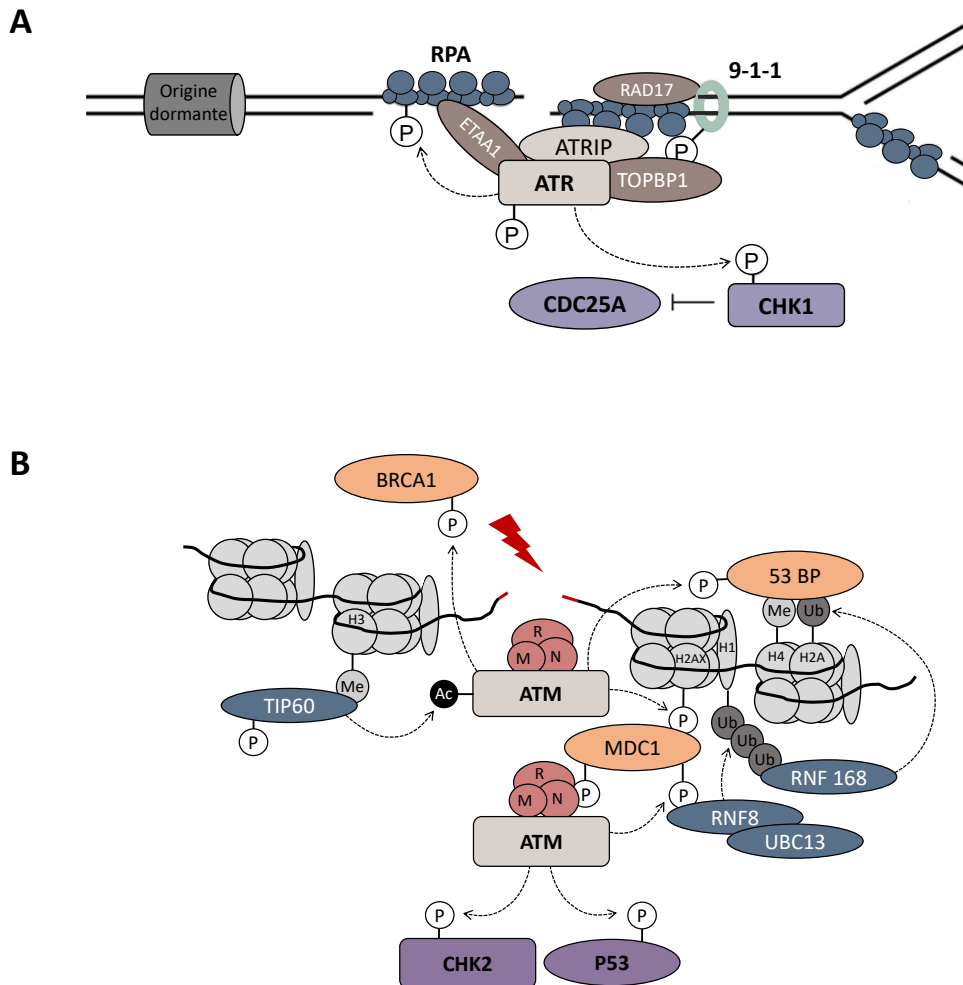 A
RPA
9-1-1
Origine
dormante
RAD17
P
ETAA1
ATRIP
P
ATR
TOPBP1
P
P
CDC25A
CHK1
B
BRCA1
P
53 BP
P
Me
Ub
H3
R
M
N
H2AX
H1
H4
H2A
Me
Ac
ATM
TIP60
P
P
Ub
Ub
Ub
MDC1
RNF 168
R
M
N
P
P
RNF8
ATM
UBC13
P
P
CHK2
P53